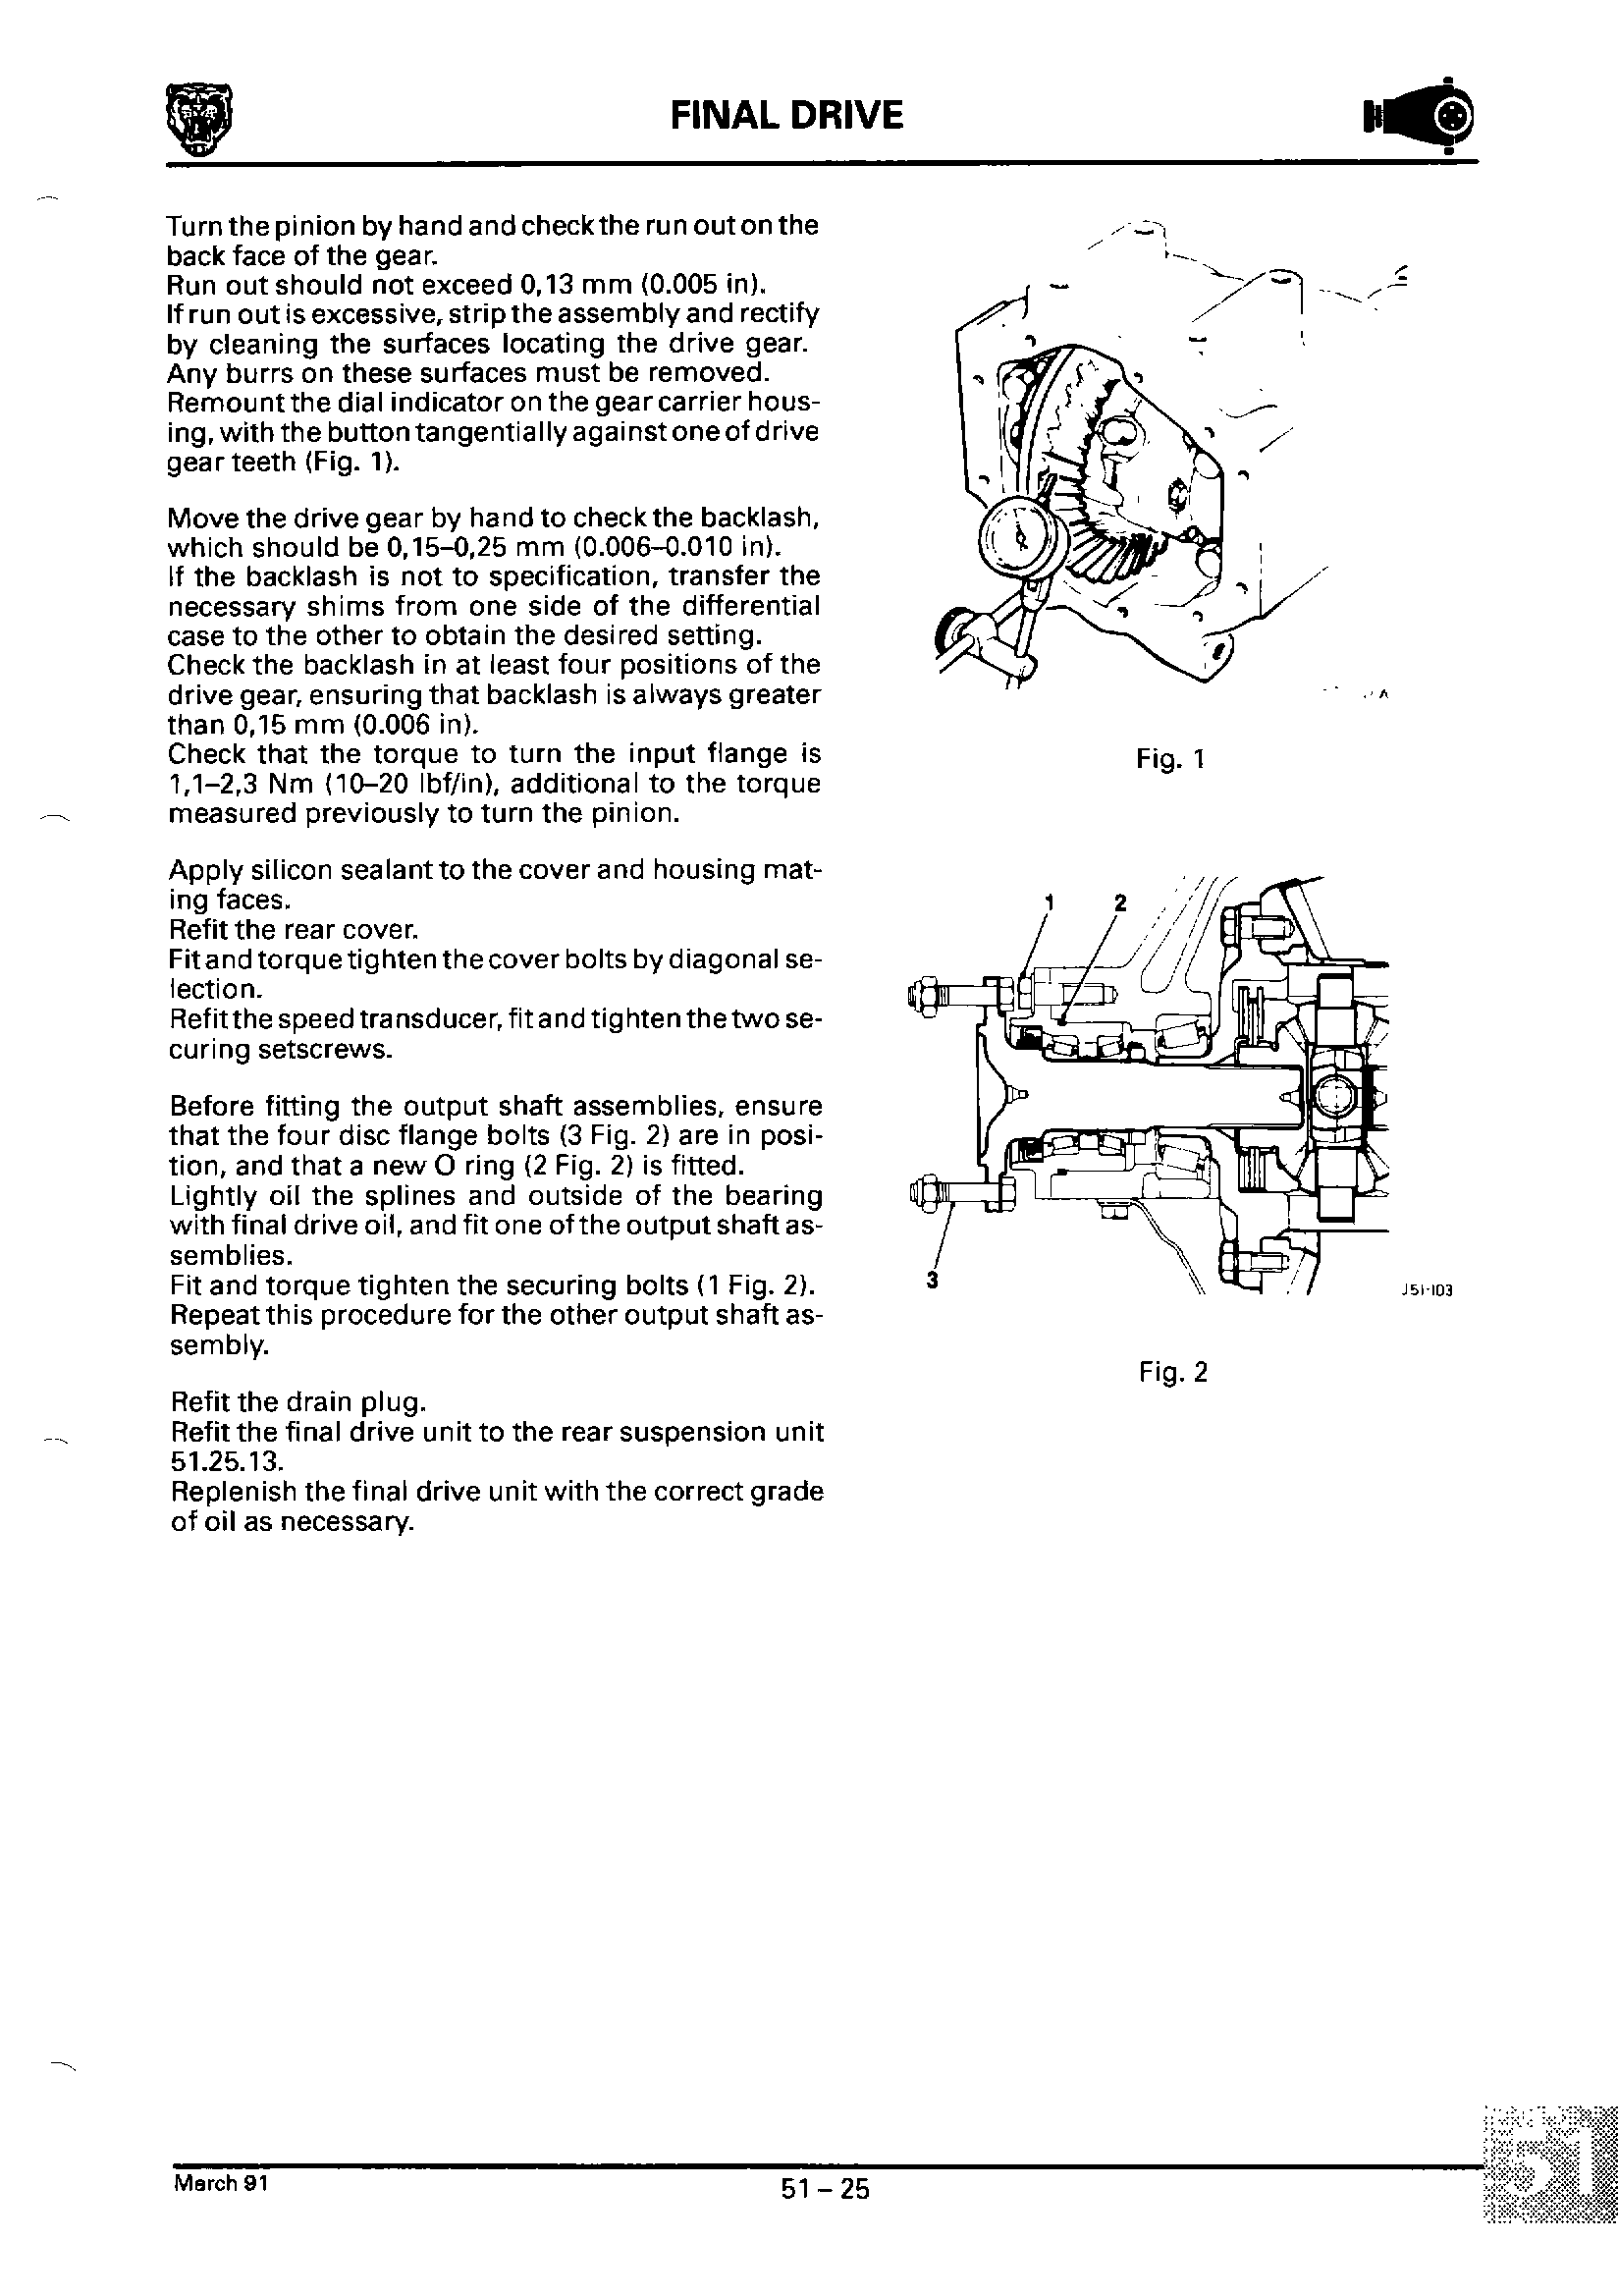 FINAL DRIVE
Turn the pinion by hand and check the run out on the
back face of the gear.
Run out should not exceed 0,13 mm (0.005 in).
If run out is excessive, strip the assembly and rectify
by cleaning the surfaces locating the drive gear.
Any burrs on these surfaces must be removed.
Remount the dial indicator on the gear carrier hous-
ing, with the button tangentially against one of drive
gear teeth (Fig. 1).
Move the drive gear by hand to check the backlash,
which should be 0,15–0,25 mm (0.006–0.010 in).
If the backlash is not to specification, transfer the
necessary shims from one side of the differential
case to the other to obtain the desired setting.
Check the backlash in at least four positions of the
drive gear, ensuring that backlash is always greater
than 0,15 mm (0.006 in).
Check that the torque to turn the input flange is
1,1–2,3 Nm (10–20 lbf/in), additional to the torque
measured previously to turn the pinion.
Apply silicon sealant to the cover and housing mat-
ing faces.
Refit the rear cover.
Fit and torque tighten the cover bolts by diagonal se-
lection.
Refit the speed transducer, fit and tighten the two se-
curing setscrews.
Before fitting the output shaft assemblies, ensure
that the four disc flange bolts (3 Fig. 2) are in posi-
tion, and that a new O ring (2 Fig. 2) is fitted.
Lightly oil the splines and outside of the bearing
with final drive oil, and fit one of the output shaft as-
semblies.
Fit and torque tighten the securing bolts (1 Fig. 2).
Repeat this procedure for the other output shaft as-
sembly.
Refit the drain plug.
Refit the final drive unit to the rear suspension unit
51.25.13.
Replenish the final drive unit with the correct grade
of oil as necessary.
Fig. 1
1
2
3
J51-103
Fig. 2
March 91
51 – 25
51